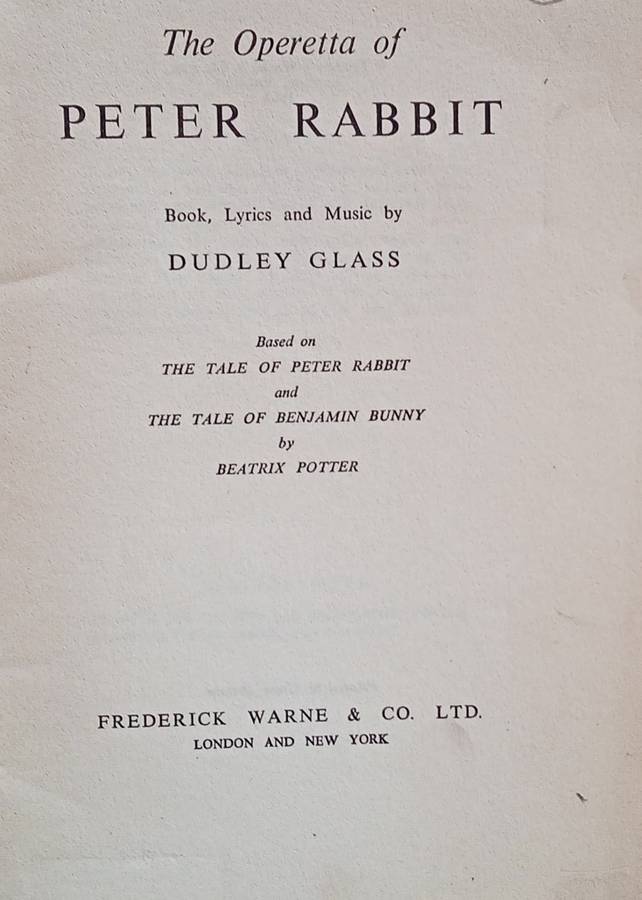 The Operetta of
PETER RABBIT
Book, Lyrics and Music by
DUDLEY GLASS
Based on
THE TALE OF PETER RABBIT
and
THE TALE OF BENJAMIN BUNNY
by
BEATRIX POTTER
FREDERICK WARNE & CO. LTD.
LONDON AND NEW YORK